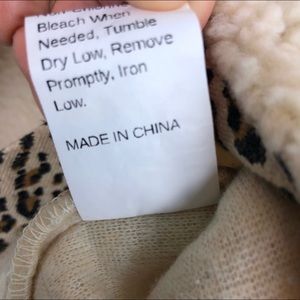 Bleach When
Needed, Tumble
Dry Low, Remove
Promptly, Iron
Low.
MADE IN CHINA